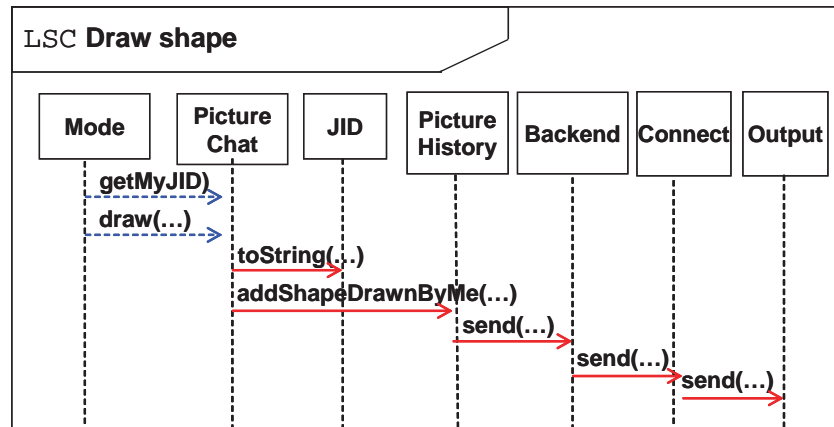 LSC Draw shape
Mode
Picture
Chat
JID
Picture
History
Backend
Connect
Output
getMyJID)
draw(...)
toString(...)
addShapeDrawnByMe(...)
send(...)
send(...)
send(...)